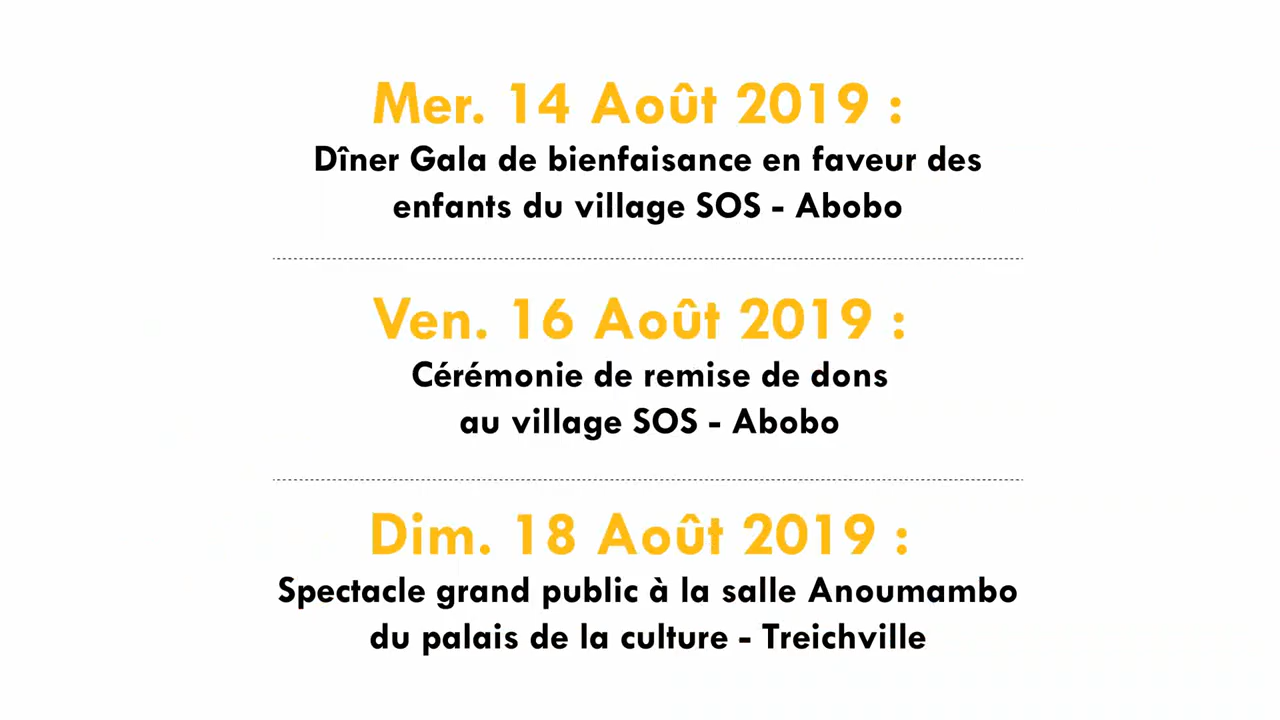 Mer. 14 Août 2019 :
Dîner Gala de bienfaisance en faveur des
enfants du village SOS - Abobo
Ven. 16 Août 2019 :
Cérémonie de remise de dons
au village SOS - Abobo
Dim. 18 Août 2019 :
Spectacle grand public à la salle Anoumambo
du palais de la culture - Treichville